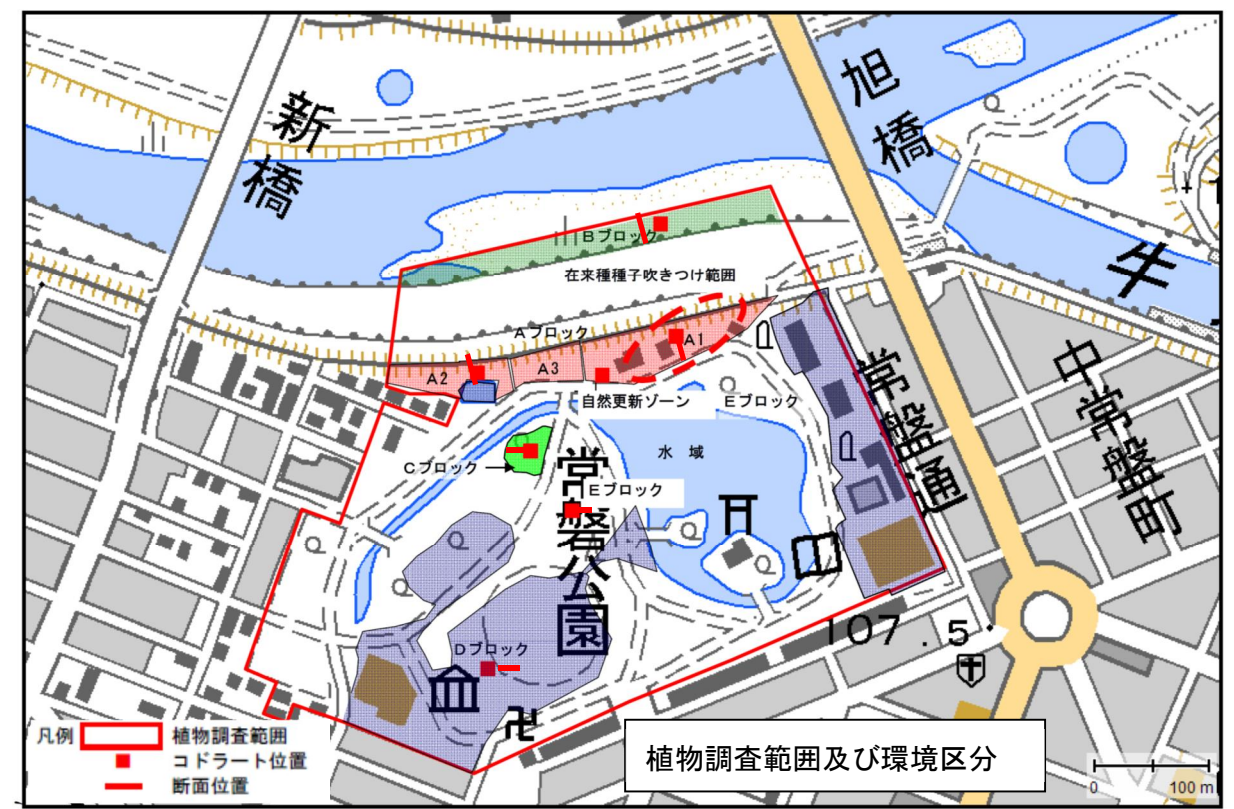 新橋
旭橋
牛
Bブロック
在来種種子吹きつけ範囲
Aブロック
A1
A2
A3
自然更新ゾーン
Eブロック
水 域
Cブロック
Eブロック
常磐公園
常盤通
中常盤町
Dブロック
107.5
凡例
植物調査範囲
コドラート位置
断面位置
植物調査範囲及び環境区分
0
100 m